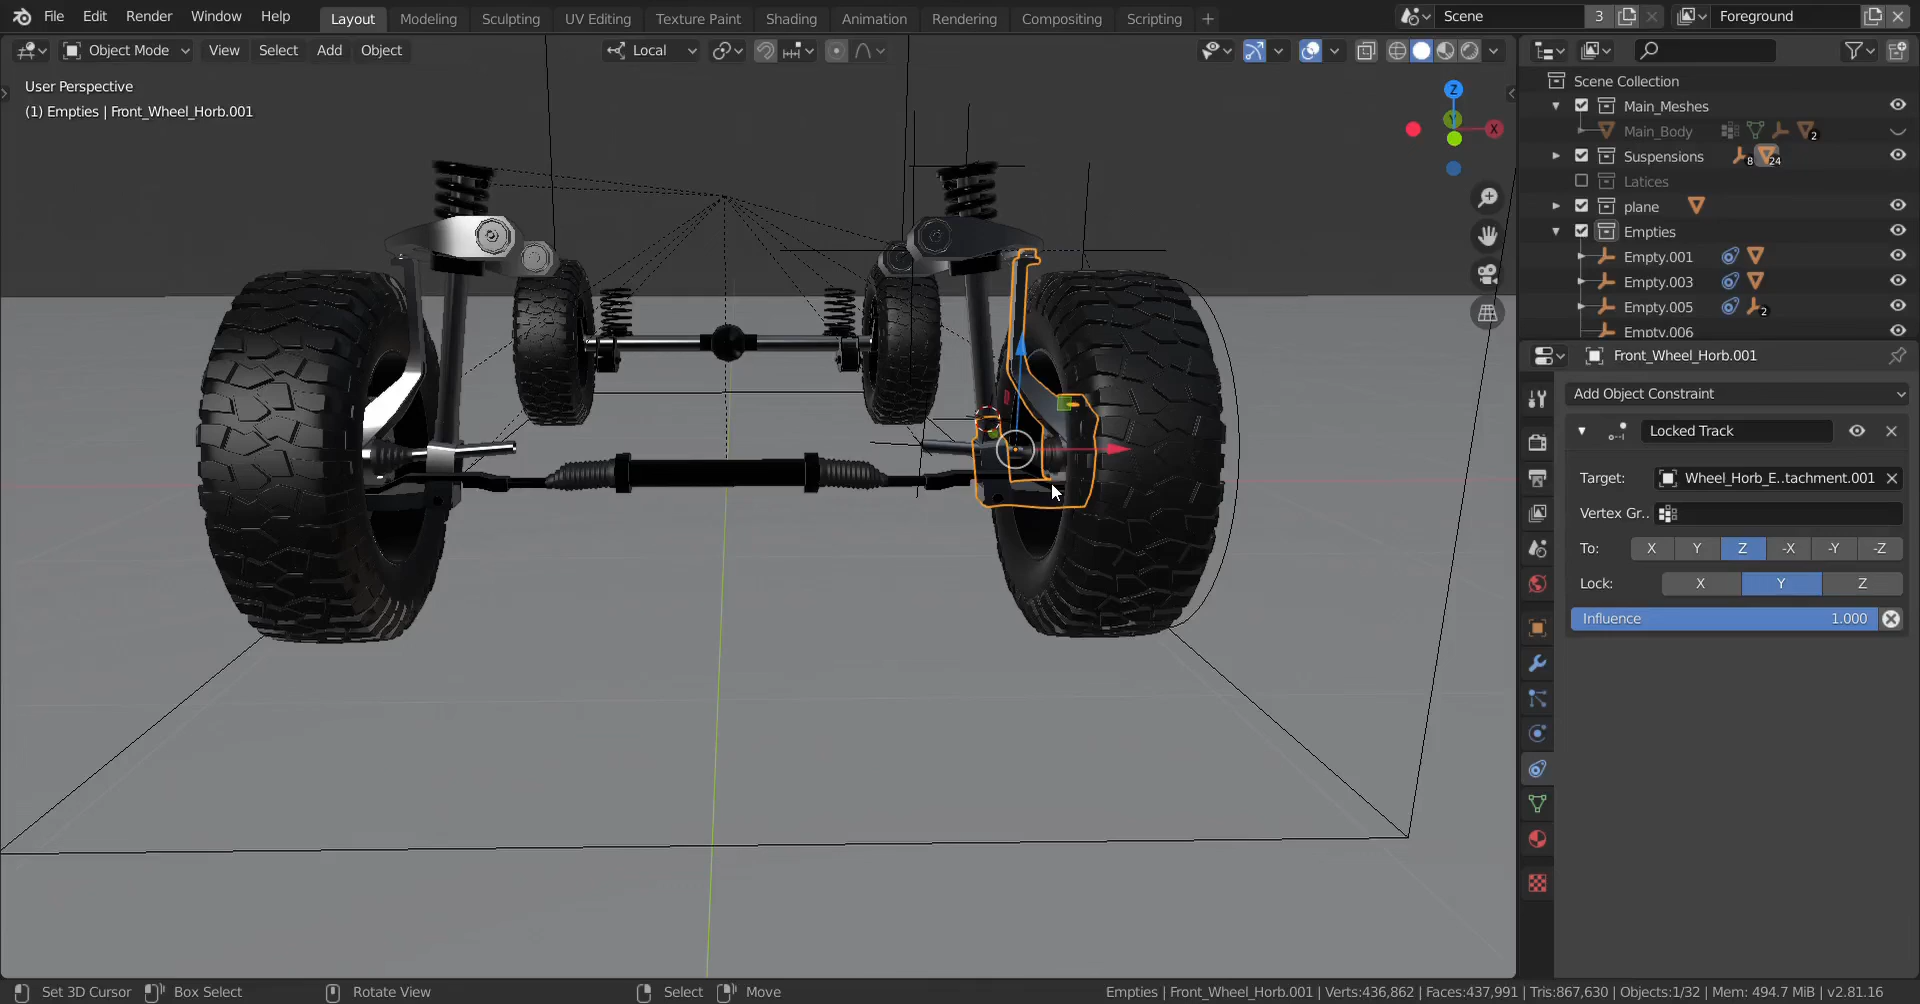 File Edit Render Window Help
Layout Modeling Sculpting UV Editing Texture Paint Shading Animation Rendering Compositing Scripting +
Scene 3 Foreground
Object Mode View Select Add Object Local
User Perspective
(1) Empties | Front_Wheel_Horb.001
Z
Y
X
Scene Collection
Main_Meshes
Main_Body 2
Suspensions 8 24
Latices
plane
Empties
Empty.001
Empty.003
Empty.005 2
Empty.006
Front_Wheel_Horb.001
Add Object Constraint
Locked Track
Target: Wheel_Horb_E..tachment.001
Vertex Gr..
To: X Y Z -X -Y -Z
Lock: X Y Z
Influence 1.000
Set 3D Cursor Box Select Rotate View Select Move
Empties | Front_Wheel_Horb.001 | Verts:436,862 | Faces:437,991 | Tris:867,630 | Objects:1/32 | Mem: 494.7 MiB | v2.81.16